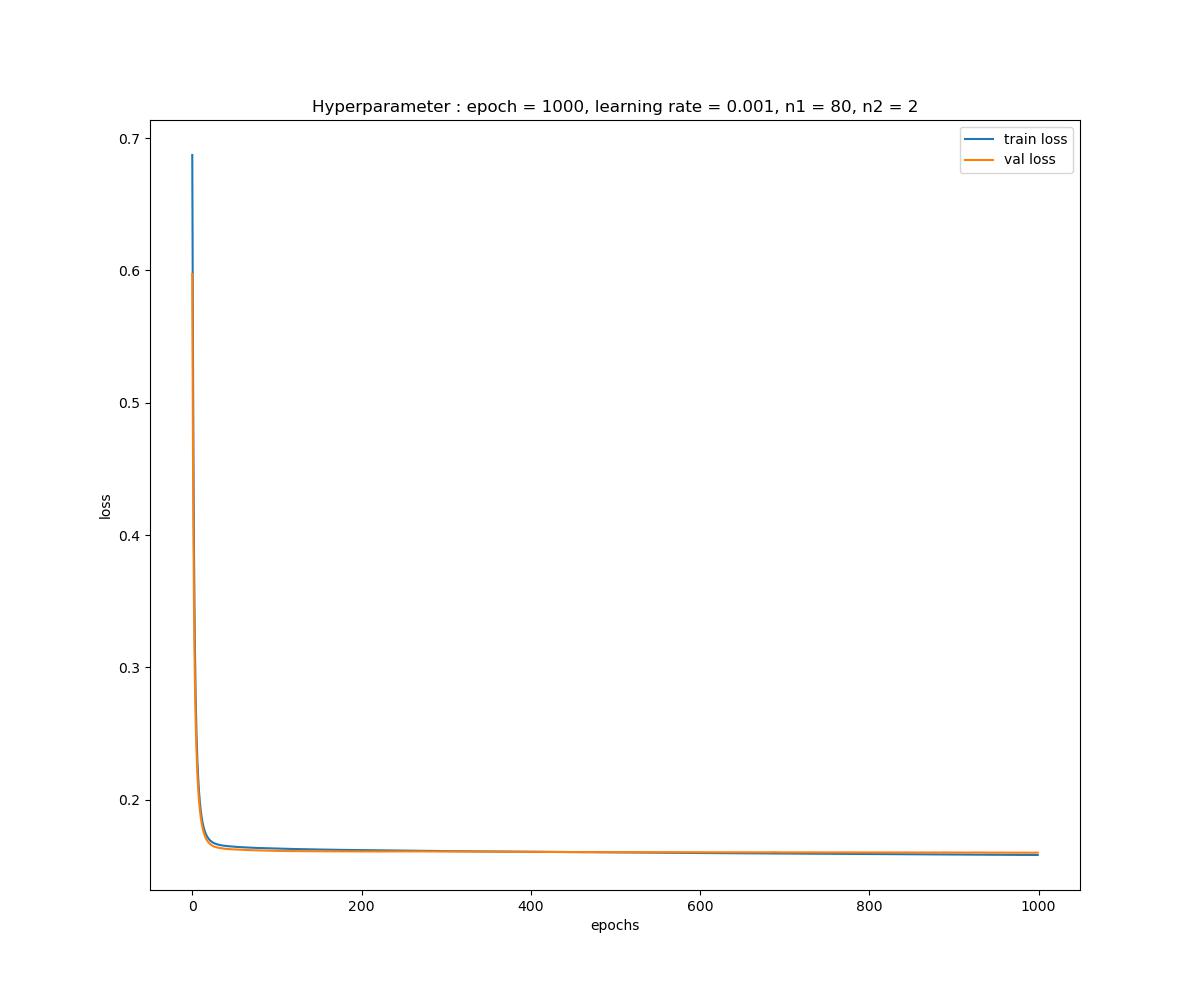 Hyperparameter : epoch = 1000, learning rate = 0.001, n1 = 80, n2 = 2
train loss
val loss
0.7
0.6
0.5
0.4
0.3
0.2
loss
0 200 400 600 800 1000
epochs